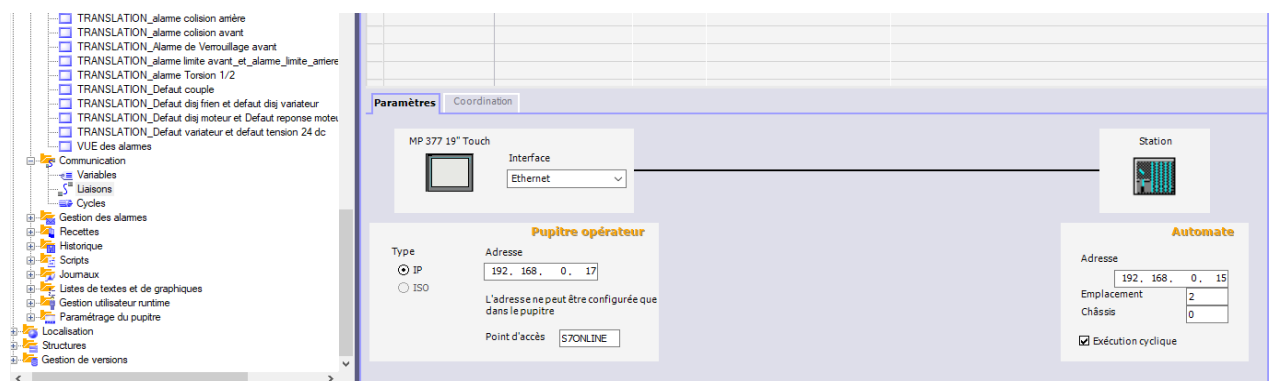 TRANSLATION_alarme colision arrière
TRANSLATION_alarme colision avant
TRANSLATION_Alarme de Verrouillage avant
TRANSLATION_alarme limite avant_et_alarme_limite_arriere
TRANSLATION_alarme Torsion 1/2
TRANSLATION_Defaut couple
TRANSLATION_Defaut disj frien et defaut disj variateur
TRANSLATION_Defaut disj moteur et Defaut reponse moteu
TRANSLATION_Defaut variateur et defaut tension 24 dc
VUE des alarmes
Communication
Variables
Liaisons
Cycles
Gestion des alarmes
Recettes
Historique
Scripts
Journaux
Listes de textes et de graphiques
Gestion utilisateur runtime
Paramétrage du pupitre
Localisation
Structures
Gestion de versions
Paramètres
Coordination
MP 377 19" Touch
Interface
Ethernet
Station
Pupitre opérateur
Type
IP
ISO
Adresse
192. 168. 0. 17
L'adresse ne peut être configurée que
dans le pupitre
Point d'accès
S7ONLINE
Automate
Adresse
192. 168. 0. 15
Emplacement
2
Châssis
0
Exécution cyclique